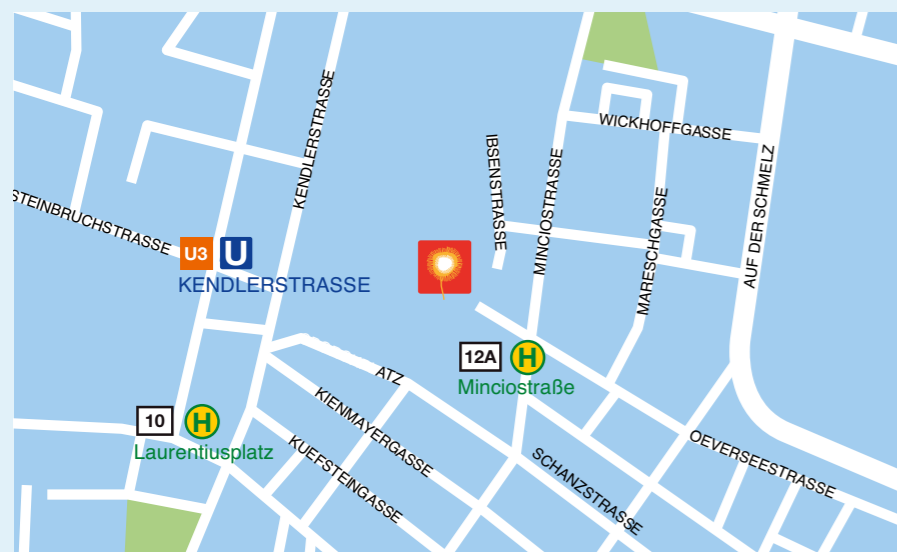 WICKHOFFGASSE
KENDLERSTRASSE
IBSENSTRASSE
MINCIOSTRASSE
MARESCHGASSE
AUF DER SCHMELZ
STEINBRUCHSTRASSE
U3 U
KENDLERSTRASSE
12A H
Minciostraße
ATZ
10 H
Laurentiusplatz
KIENMAYERGASSE
KUEFSTEINGASSE
SCHANZSTRASSE
OEVERSEESTRASSE